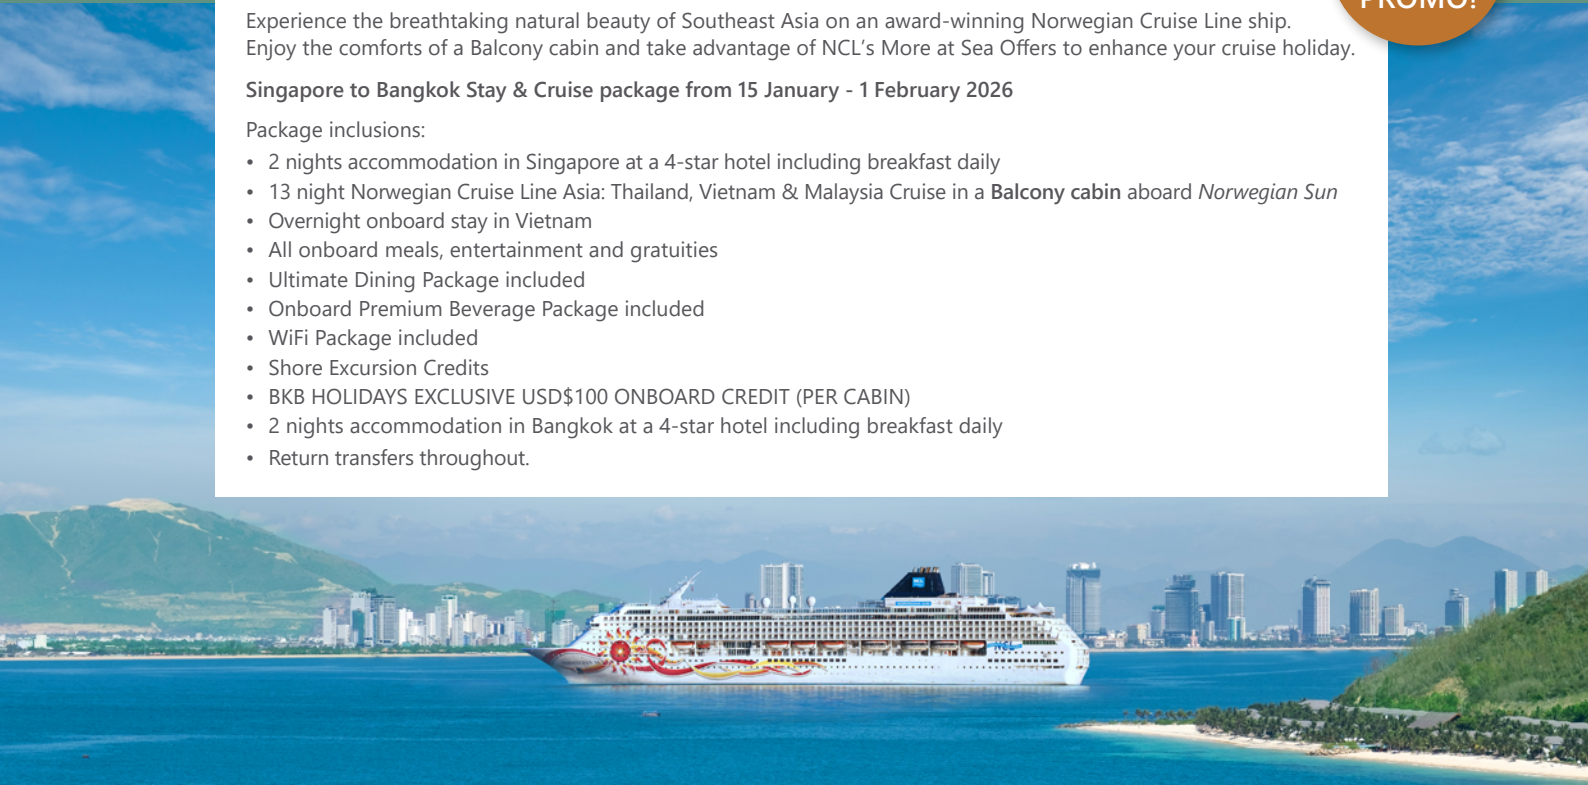 PROMO!
Experience the breathtaking natural beauty of Southeast Asia on an award-winning Norwegian Cruise Line ship.
Enjoy the comforts of a Balcony cabin and take advantage of NCL’s More at Sea Offers to enhance your cruise holiday.
Singapore to Bangkok Stay & Cruise package from 15 January - 1 February 2026
Package inclusions:
• 2 nights accommodation in Singapore at a 4-star hotel including breakfast daily
• 13 night Norwegian Cruise Line Asia: Thailand, Vietnam & Malaysia Cruise in a Balcony cabin aboard Norwegian Sun
• Overnight onboard stay in Vietnam
• All onboard meals, entertainment and gratuities
• Ultimate Dining Package included
• Onboard Premium Beverage Package included
• WiFi Package included
• Shore Excursion Credits
• BKB HOLIDAYS EXCLUSIVE USD$100 ONBOARD CREDIT (PER CABIN)
• 2 nights accommodation in Bangkok at a 4-star hotel including breakfast daily
• Return transfers throughout.
NCL
NCL